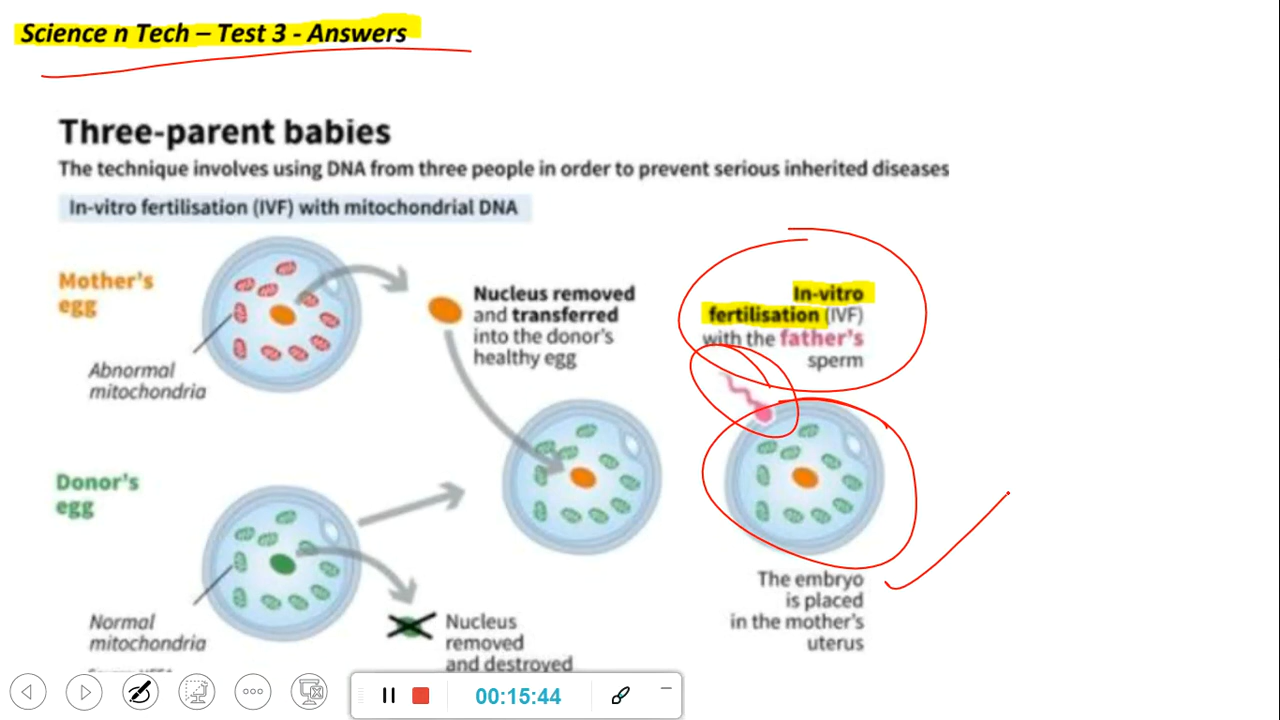 Science n Tech – Test 3 - Answers
Three-parent babies
The technique involves using DNA from three people in order to prevent serious inherited diseases
In-vitro fertilisation (IVF) with mitochondrial DNA
Mother's
egg
Abnormal
mitochondria
Nucleus removed
and transferred
into the donor's
healthy egg
In-vitro
fertilisation (IVF)
with the father's
sperm
Donor's
egg
Normal
mitochondria
Nucleus
removed
and destroyed
The embryo
is placed
in the mother's
uterus
00:15:44